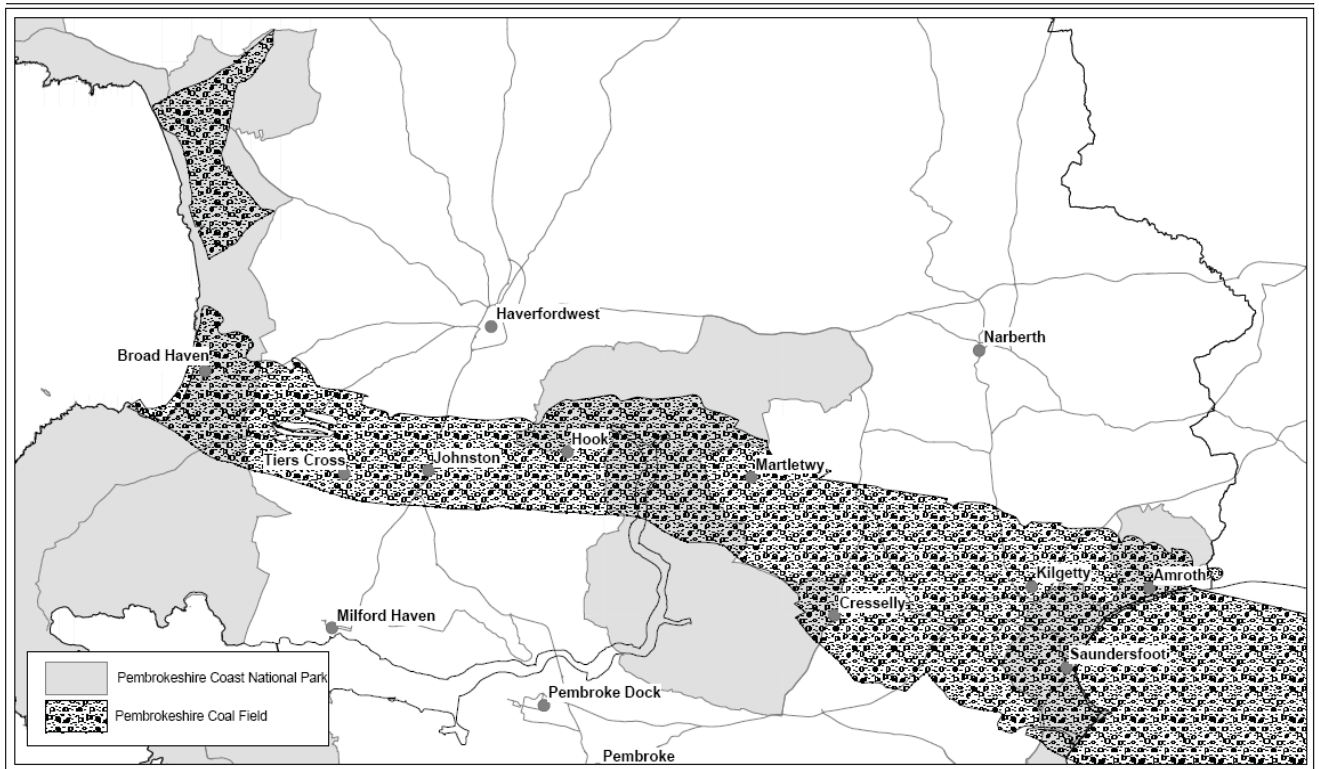 Haverfordwest
Narberth
Broad Haven
Hook
Johnston
Tiers Cross
Martletwy
Kilgetty
Amroth
Cresselly
Milford Haven
Saundersfoot
Pembroke Dock
Pembroke
Pembrokeshire Coast National Park
Pembrokeshire Coal Field